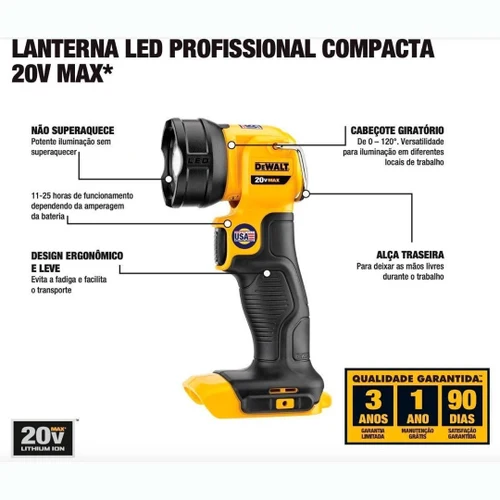 LANTERNA LED PROFISSIONAL COMPACTA
20V MAX*
NÃO SUPERAQUECE
Potente iluminação sem
superaquecer
11-25 horas de funcionamento
dependendo da amperagem
da bateria
DESIGN ERGONÔMICO
E LEVE
Evita a fadiga e facilita
o transporte
LED
DEWALT
20V MAX
USA
CABEÇOTE GIRATÓRIO
De 0 – 120°. Versatilidade
para iluminação em diferentes
locais de trabalho
ALÇA TRASEIRA
Para deixar as mãos livres
durante o trabalho
20V MAX*
LITHIUM ION
QUALIDADE GARANTIDA.
3
ANOS
GARANTIA
LIMITADA
1
ANO
MANUTENÇÃO
GRÁTIS
90
DIAS
SATISFAÇÃO
GARANTIDA